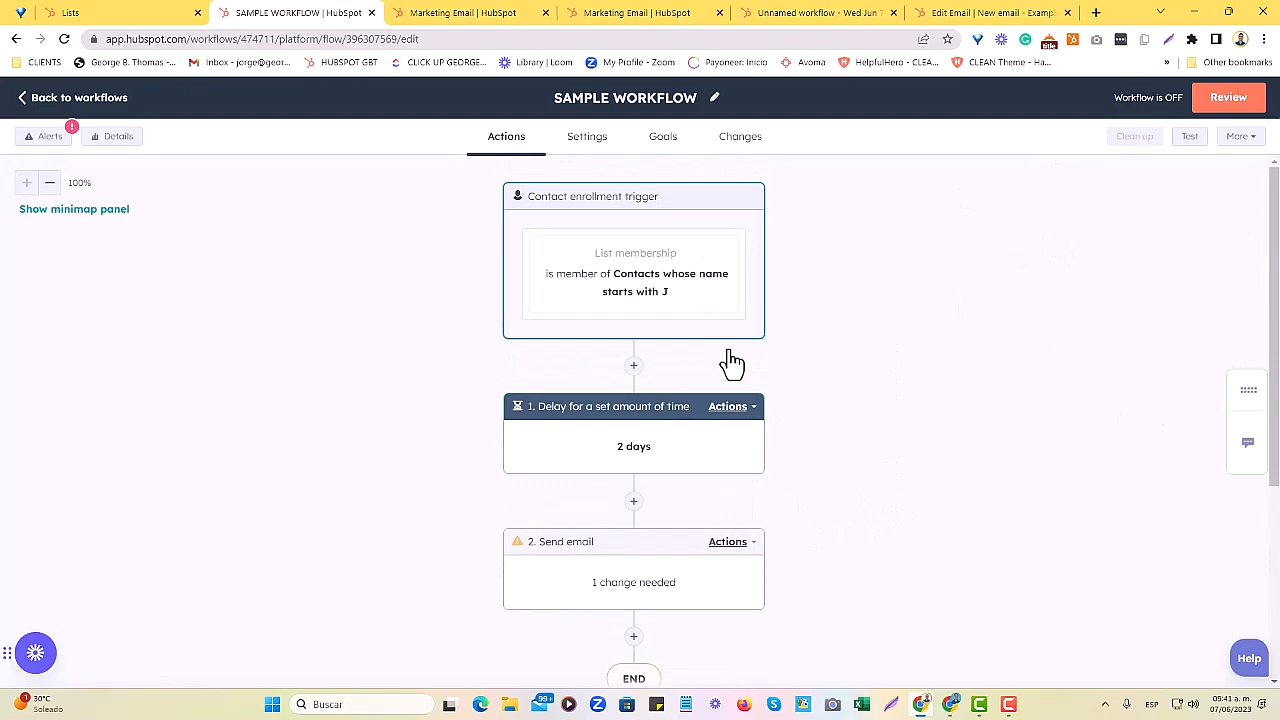 Lists
SAMPLE WORKFLOW | HubSpot
Marketing Email | HubSpot
Marketing Email | HubSpot
Unnamed workflow - Wed Jun 7
Edit Email | New email - Exampl
app.hubspot.com/workflows/474711/platform/flow/396307569/edit
CLIENTS
George B. Thomas -...
Inbox - jorge@geor...
HUBSPOT GBT
CLICK UP GEORGE...
Library | Loom
My Profile - Zoom
Payoneer: Inicio
Avoma
HelpfulHero - CLEA...
CLEAN Theme - Ha...
»
Other bookmarks
Back to workflows
SAMPLE WORKFLOW
Workflow is OFF
Review
Alerts
!
Details
Actions
Settings
Goals
Changes
Clean up
Test
More
100%
Show minimap panel
Contact enrollment trigger
List membership
is member of Contacts whose name
starts with J
1. Delay for a set amount of time
Actions
2 days
2. Send email
Actions
1 change needed
END
Help
1
30°C
Soleado
Buscar
99+
ESP
09:41 a. m.
07/06/2023